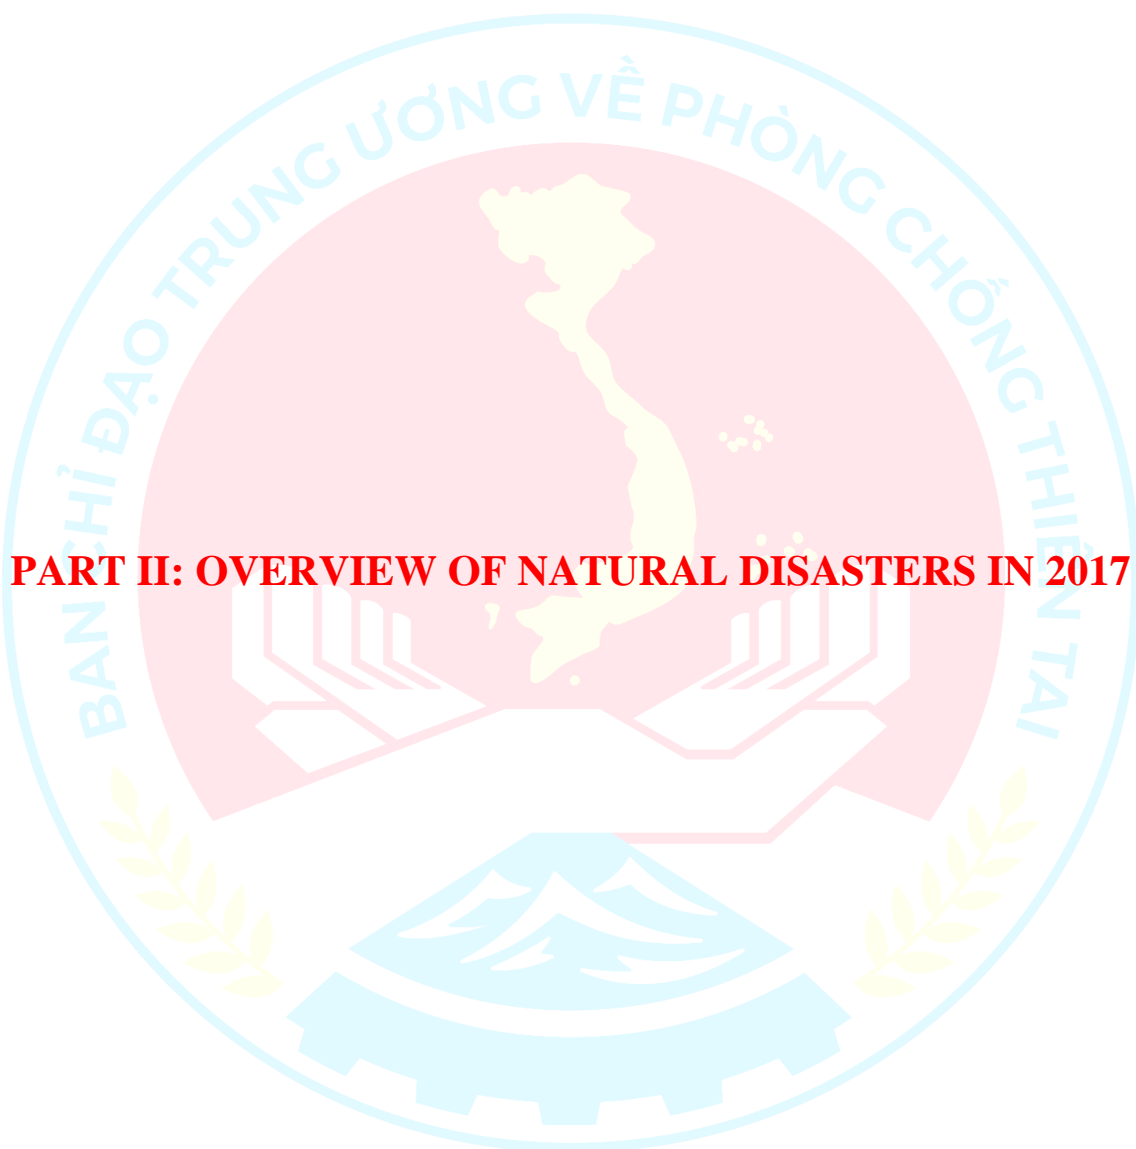 BAN CHỈ ĐẠO TRUNG ƯƠNG VỀ PHÒNG CHỐNG THIÊN TAI
PART II: OVERVIEW OF NATURAL DISASTERS IN 2017